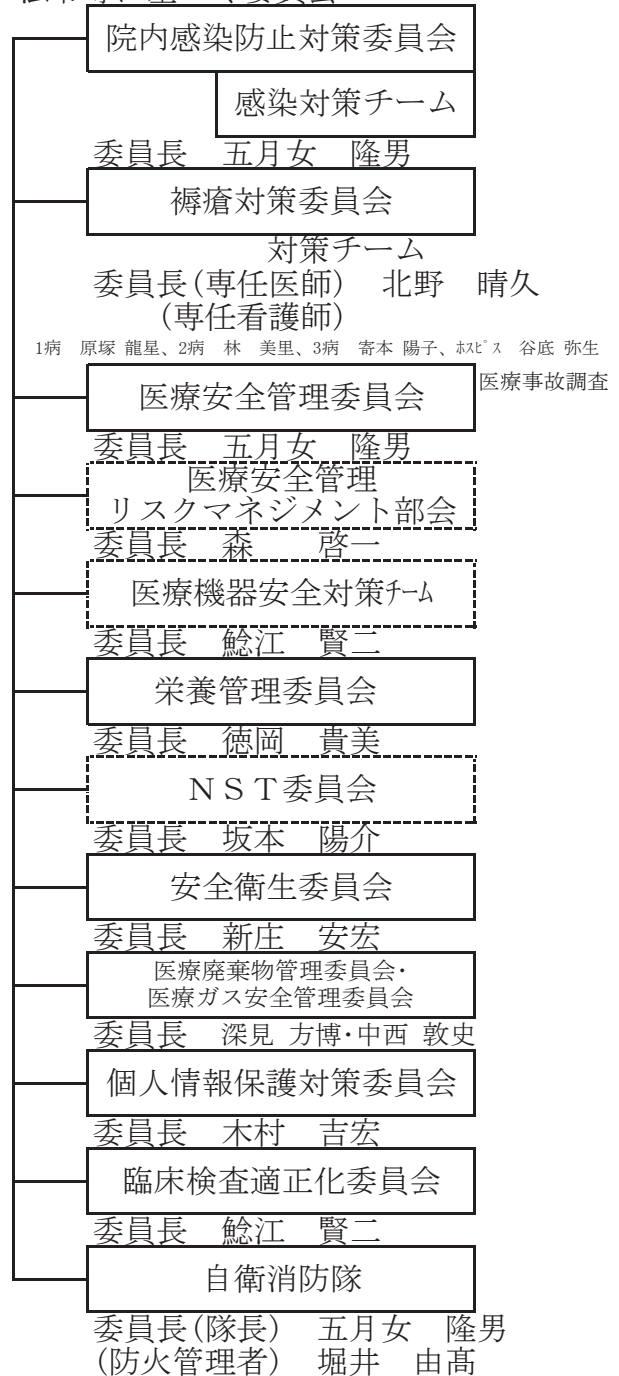 院内感染防止対策委員会
感染対策チーム
委員長　五月女　隆男
褥瘡対策委員会
対策チーム
委員長(専任医師)　北野　晴久
(専任看護師)
1病　原塚 龍星、2病　林　美里、3病　寄本 陽子、ﾎｽﾋﾟｽ　谷底 弥生
医療安全管理委員会
医療事故調査
委員長　五月女　隆男
医療安全管理
リスクマネジメント部会
委員長　森　　啓一
医療機器安全対策ﾁｰﾑ
委員長　鯰江　賢二
栄養管理委員会
委員長　徳岡　貴美
ＮＳＴ委員会
委員長　坂本　陽介
安全衛生委員会
委員長　新庄　安宏
医療廃棄物管理委員会・
医療ガス安全管理委員会
委員長　深見 方博・中西 敦史
個人情報保護対策委員会
委員長　木村　吉宏
臨床検査適正化委員会
委員長　鯰江　賢二
自衛消防隊
委員長(隊長)　五月女　隆男
(防火管理者)　堀井　由髙